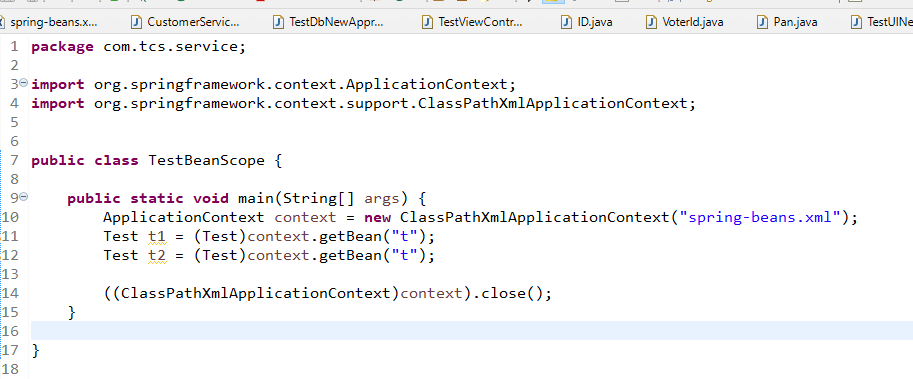 spring-beans.x... CustomerServic... TestDbNewAppr... TestViewContr... ID.java VoterId.java Pan.java TestUINe
1 package com.tcs.service;
2
3 import org.springframework.context.ApplicationContext;
4 import org.springframework.context.support.ClassPathXmlApplicationContext;
5
6
7 public class TestBeanScope {
8
9 public static void main(String[] args) {
10 ApplicationContext context = new ClassPathXmlApplicationContext("spring-beans.xml");
11 Test t1 = (Test)context.getBean("t");
12 Test t2 = (Test)context.getBean("t");
13
14 ((ClassPathXmlApplicationContext)context).close();
15 }
16
17 }
18